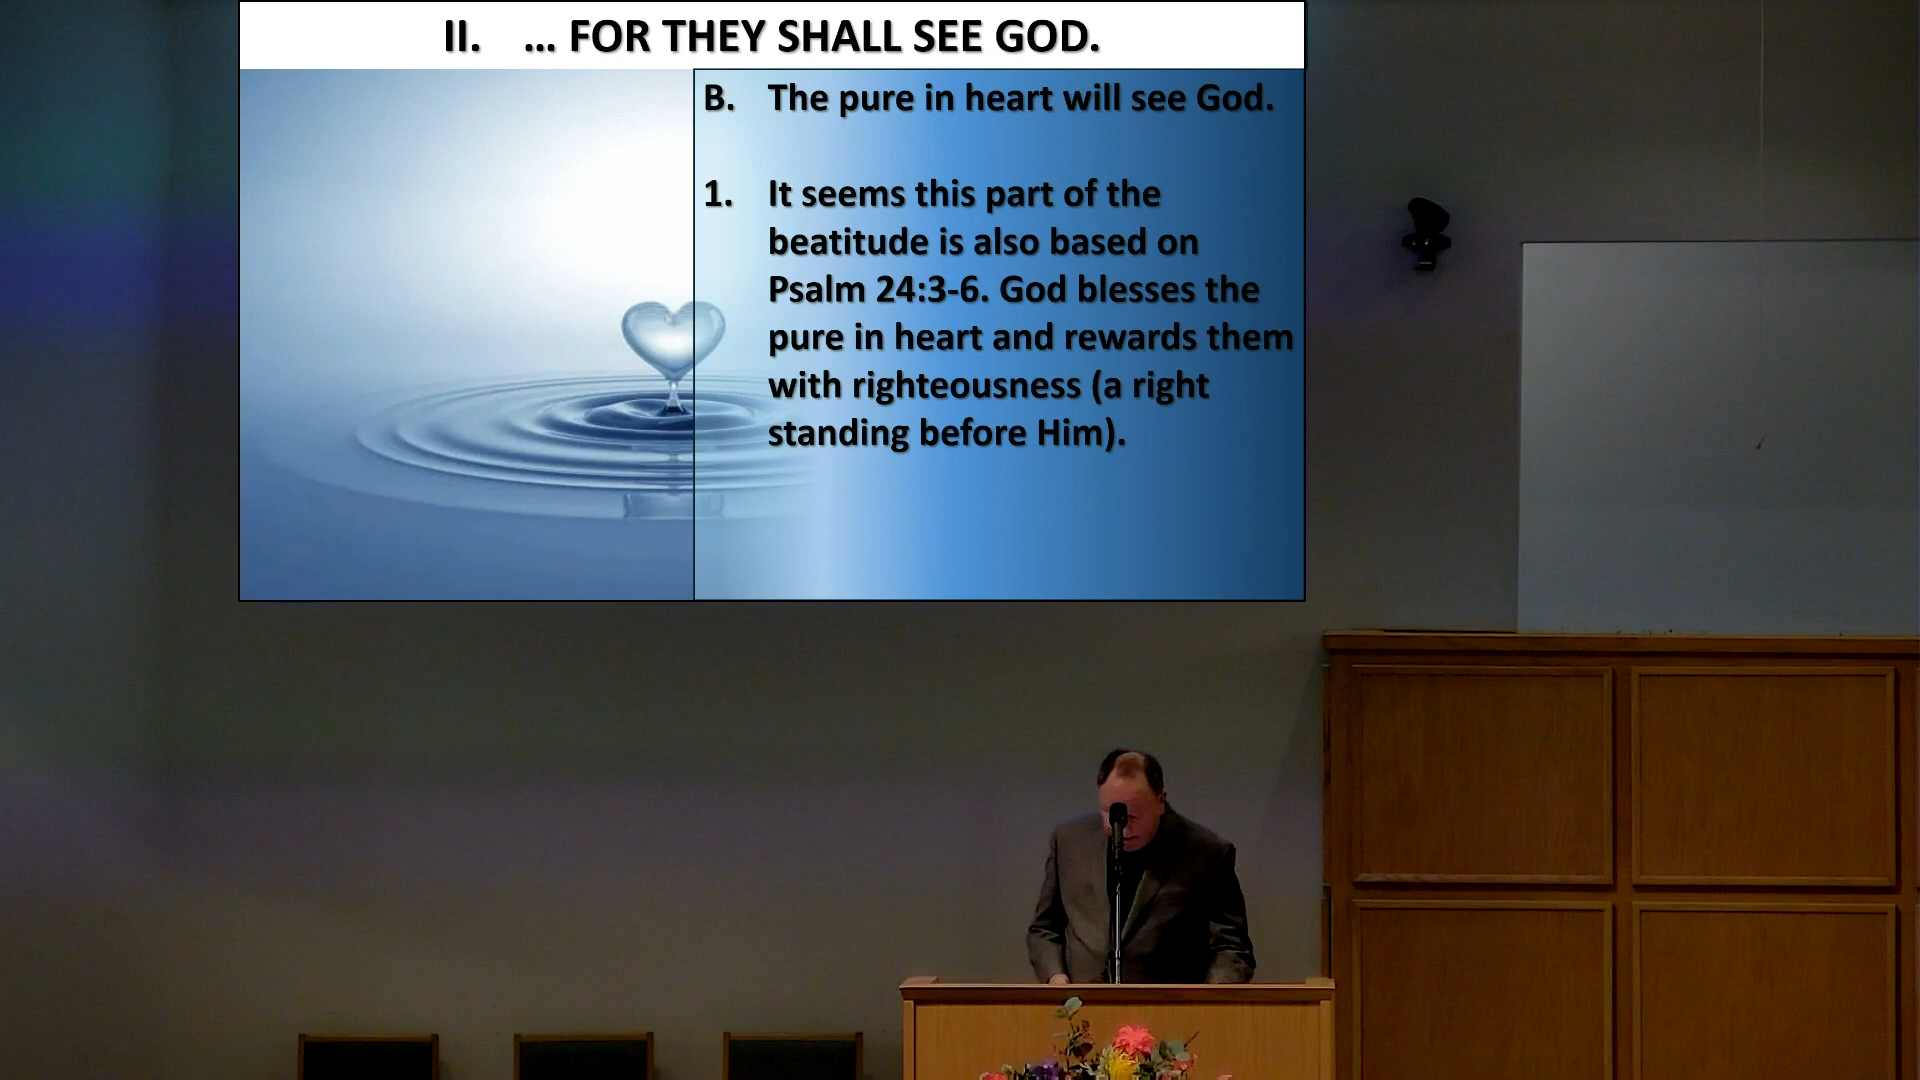 II. ... FOR THEY SHALL SEE GOD.
B. The pure in heart will see God.
1. It seems this part of the
beatitude is also based on
Psalm 24:3-6. God blesses the
pure in heart and rewards them
with righteousness (a right
standing before Him).